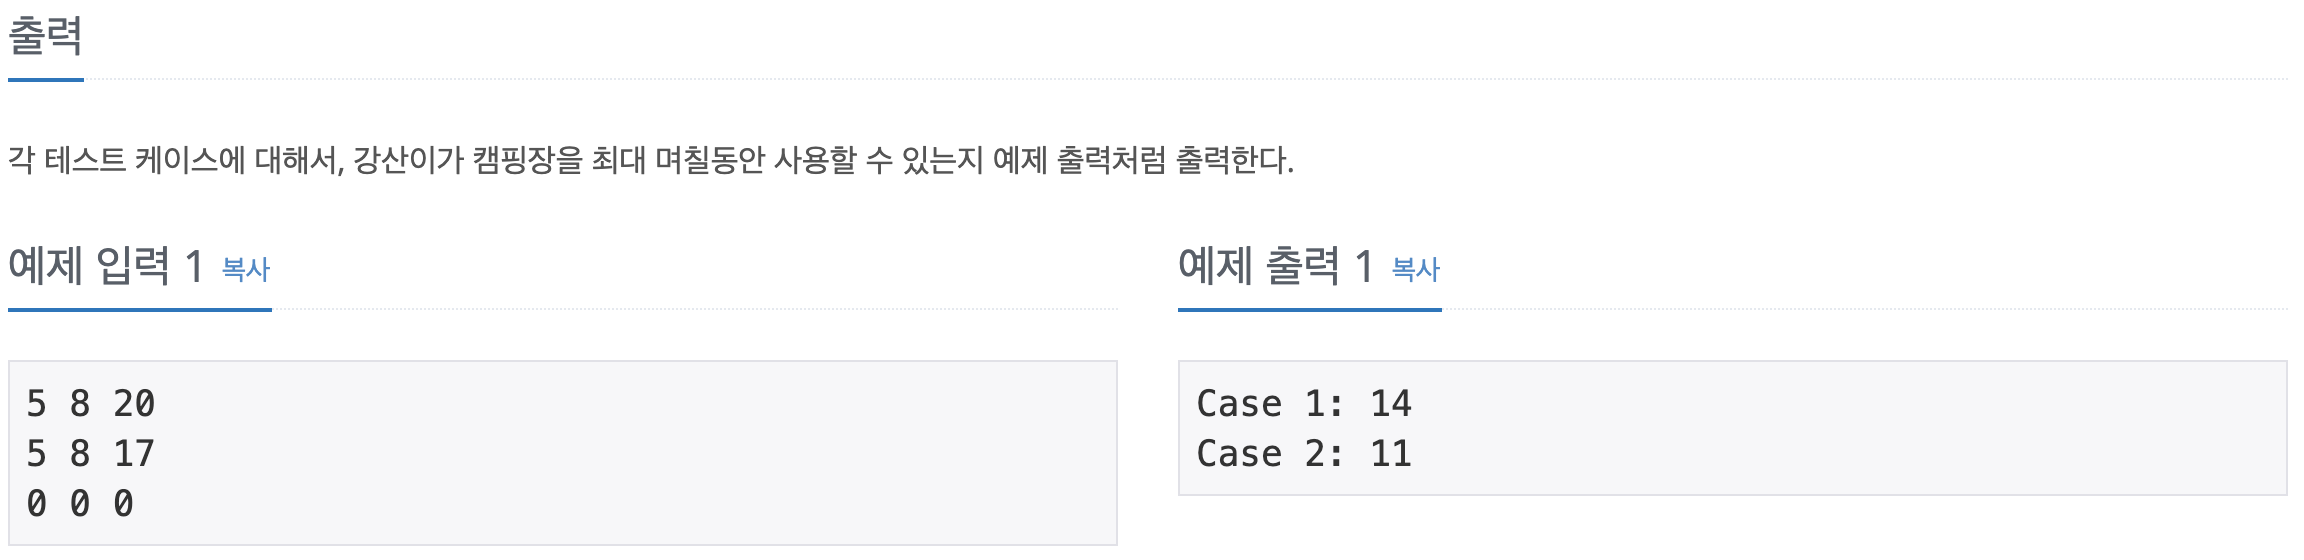 출력
각 테스트 케이스에 대해서, 강산이가 캠핑장을 최대 며칠동안 사용할 수 있는지 예제 출력처럼 출력한다.
예제 입력 1 복사
5 8 20
5 8 17
0 0 0
예제 출력 1 복사
Case 1: 14
Case 2: 11